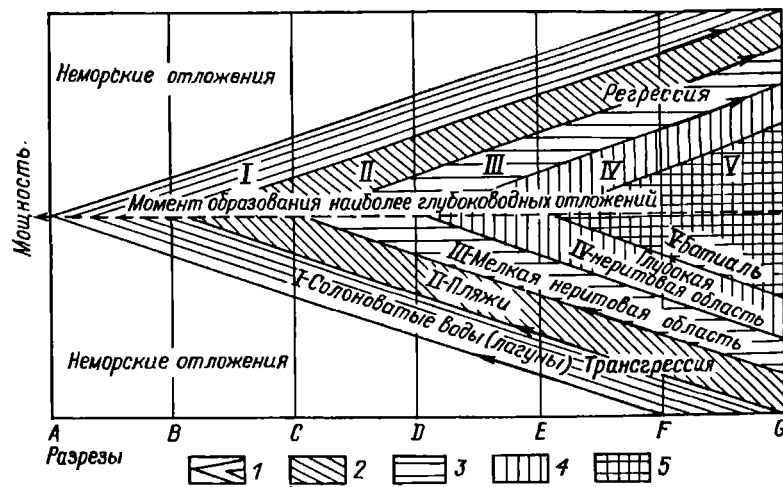 Неморские отложения
Регрессия
I
II
III
IV
V
Момент образования наиболее глубоководных отложений
Мощность
V-Батиаль
Глубокая
IV-неритовая область
III-Мелкая неритовая область
II-Пляжи
I-Солоноватые воды (лагуны)
Трансгрессия
Неморские отложения
A B C D E F G
Разрезы
1 2 3 4 5